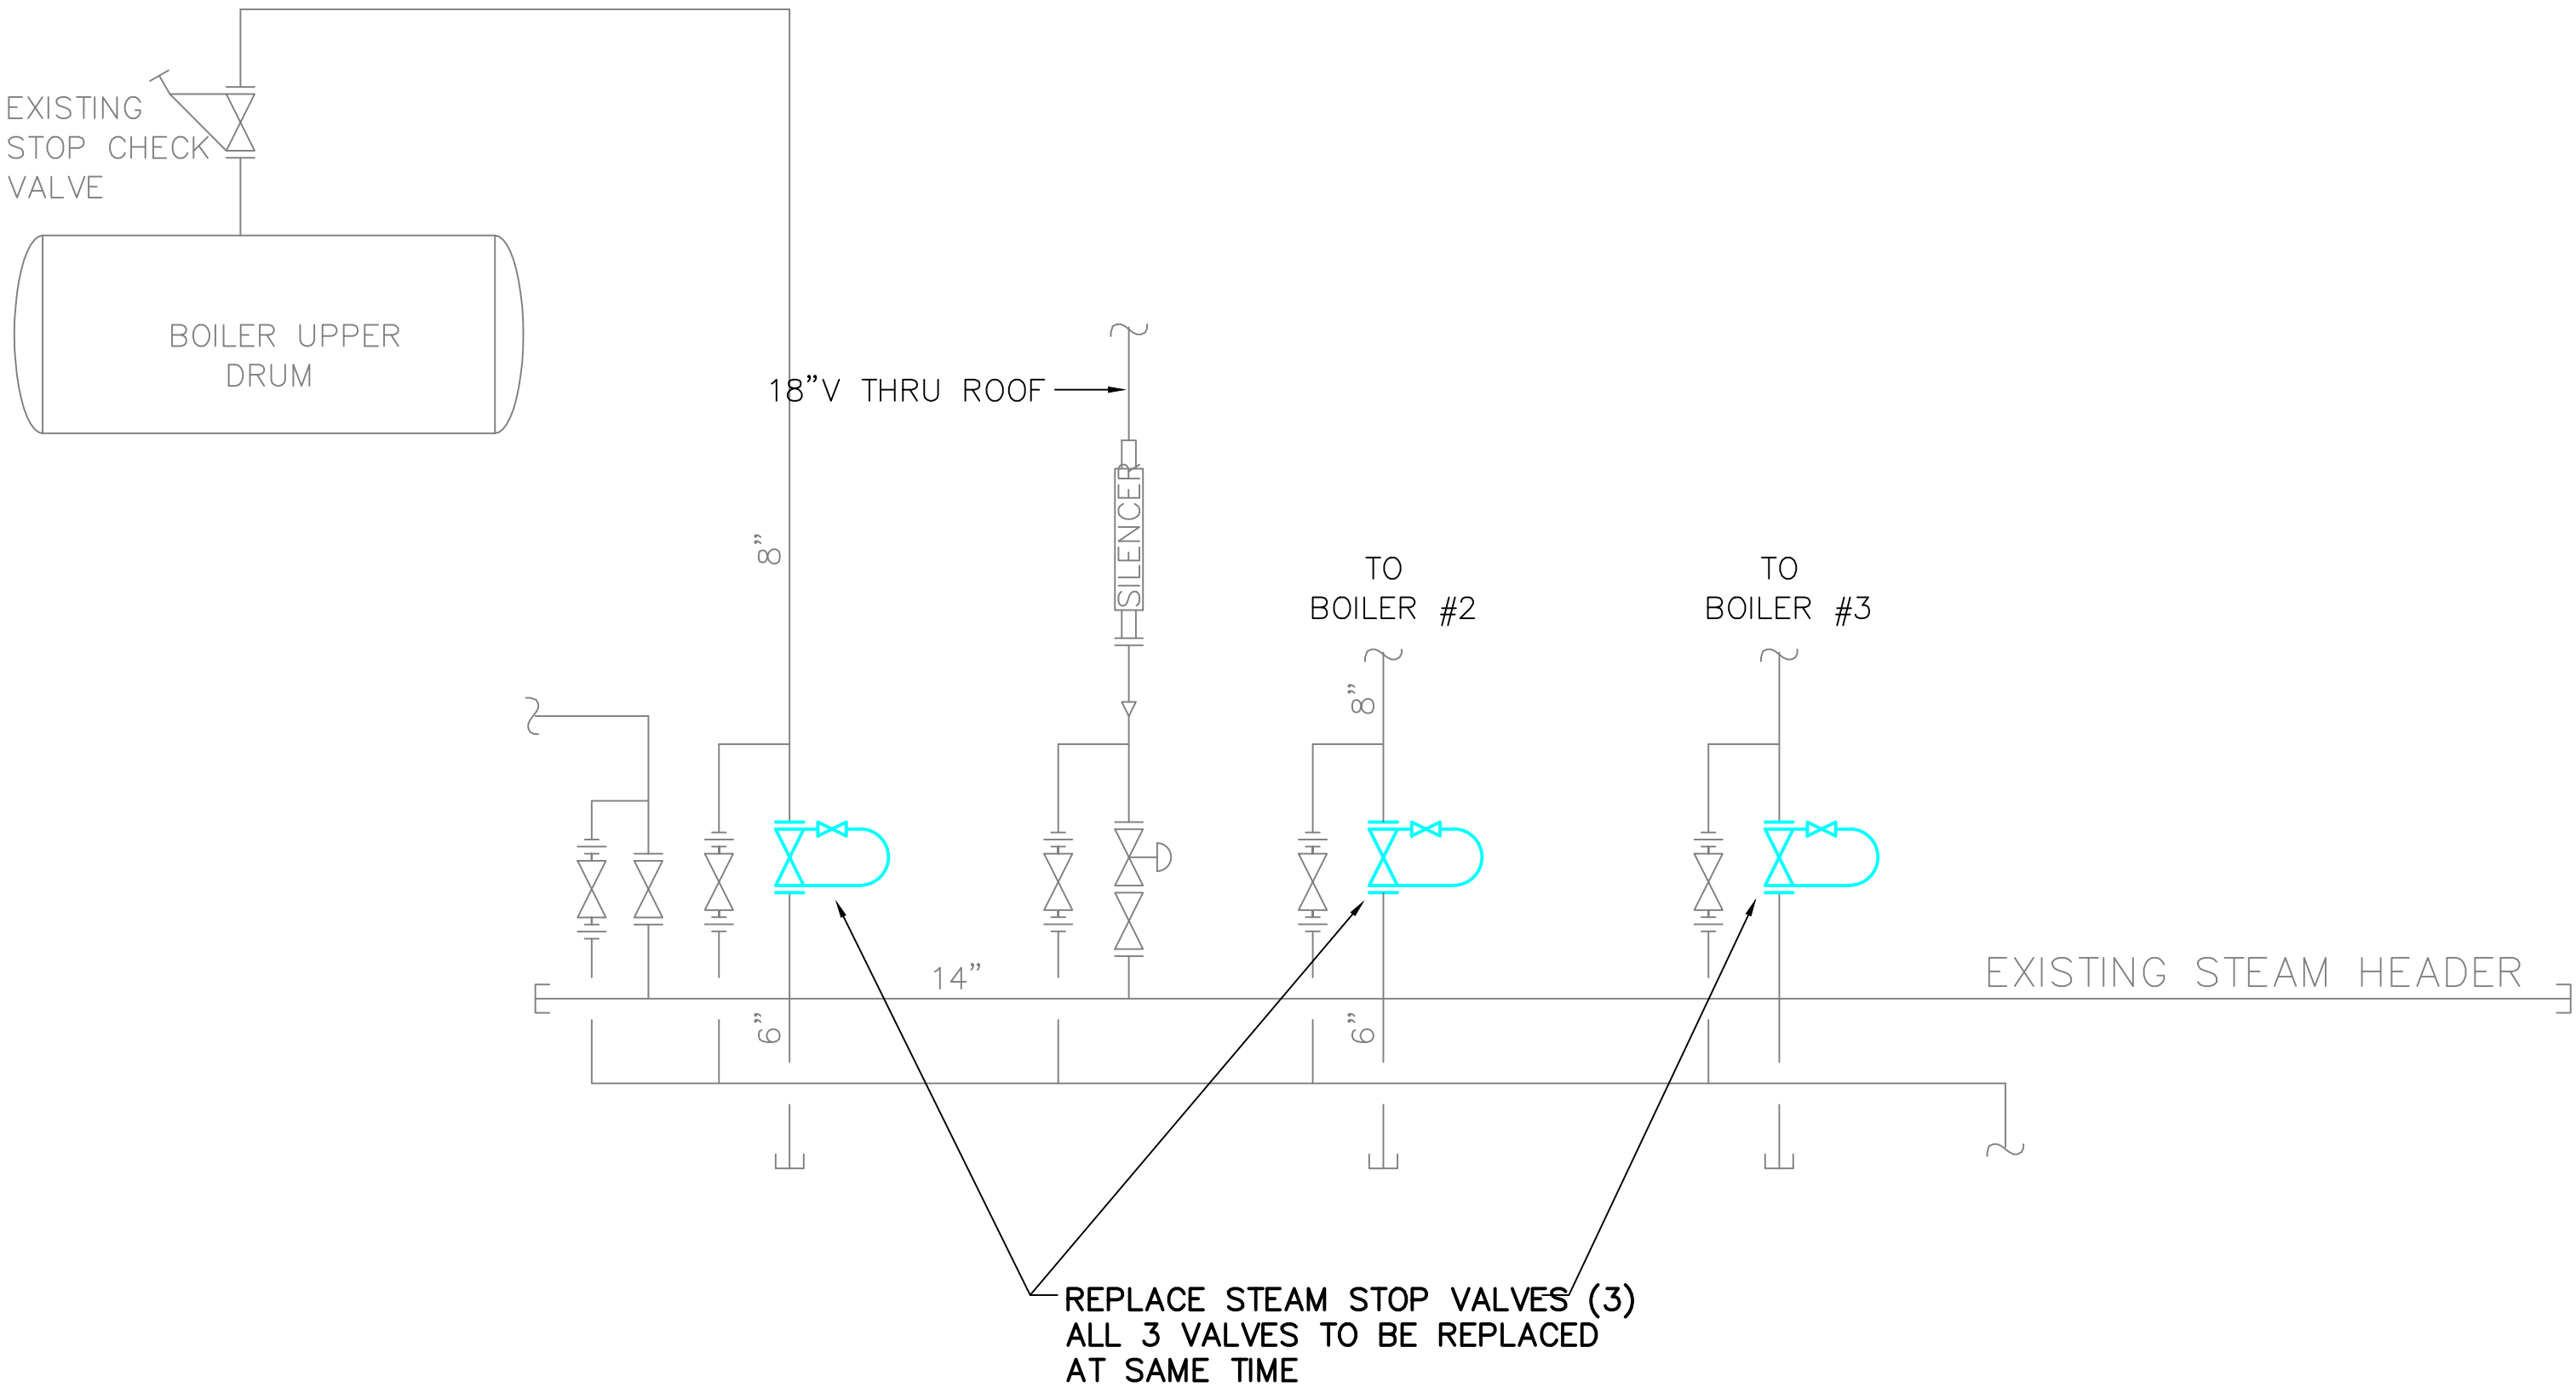 EXISTING
STOP CHECK
VALVE
BOILER UPPER
DRUM
18"V THRU ROOF
SILENCER
8"
TO
BOILER #2
TO
BOILER #3
8"
14"
EXISTING STEAM HEADER
6"
6"
REPLACE STEAM STOP VALVES (3)
ALL 3 VALVES TO BE REPLACED
AT SAME TIME